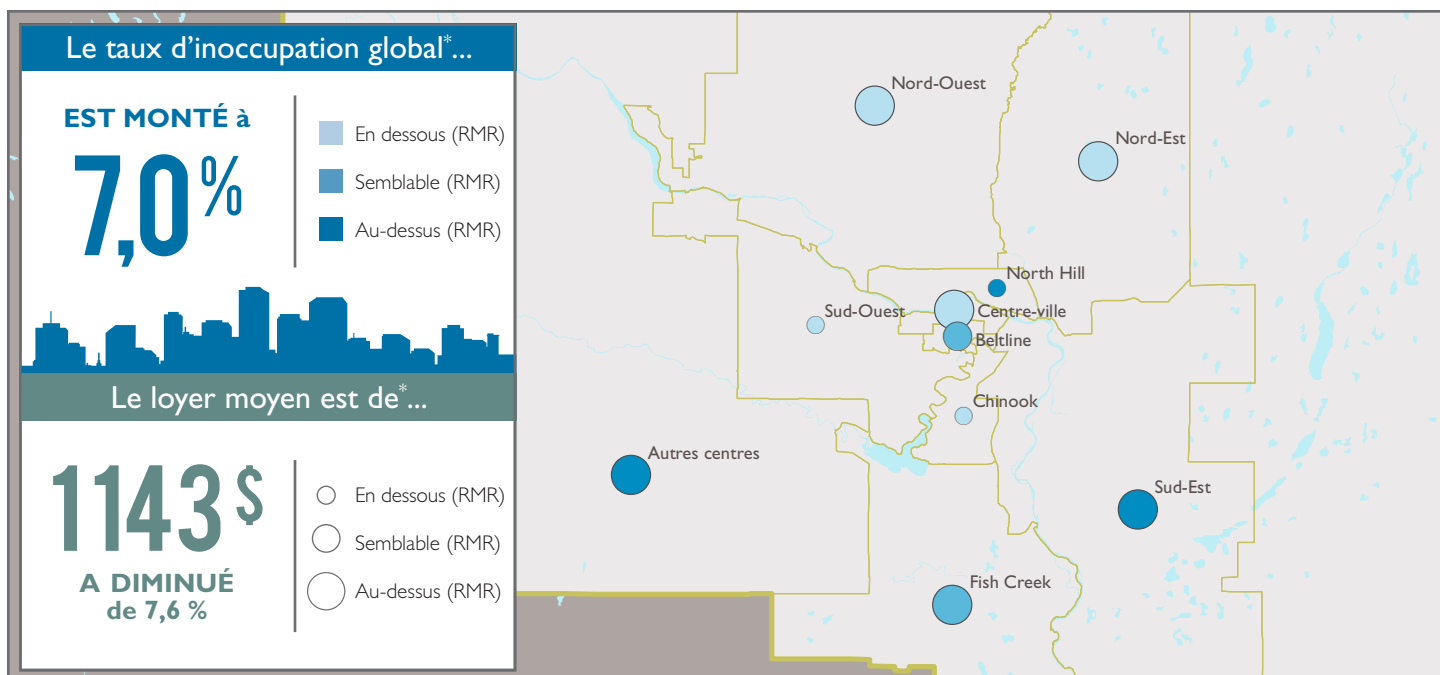 Le taux d'inoccupation global*...
EST MONTÉ à
7,0 %
En dessous (RMR)
Semblable (RMR)
Au-dessus (RMR)
Le loyer moyen est de*...
1143 $
A DIMINUÉ
de 7,6 %
En dessous (RMR)
Semblable (RMR)
Au-dessus (RMR)
Nord-Ouest
Nord-Est
North Hill
Sud-Ouest
Centre-ville
Beltline
Chinook
Autres centres
Sud-Est
Fish Creek